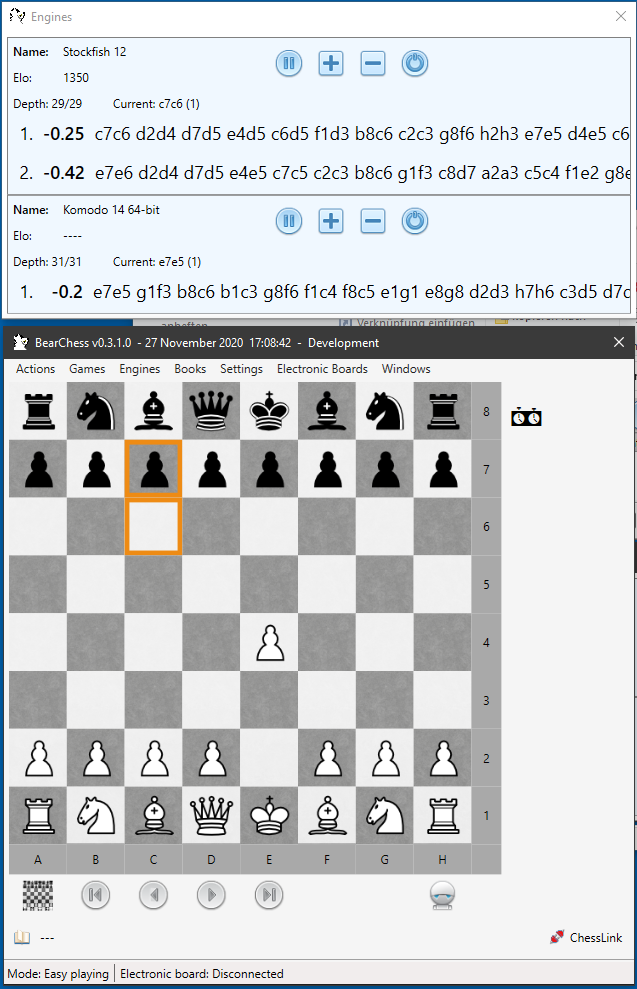 Engines
Name: Stockfish 12
Elo: 1350
Depth: 29/29 Current: c7c6 (1)
1. -0.25 c7c6 d2d4 d7d5 e4d5 c6d5 f1d3 b8c6 c2c3 g8f6 h2h3 e7e5 d4e5 c6
2. -0.42 e7e6 d2d4 d7d5 e4e5 c7c5 c2c3 b8c6 g1f3 c8d7 a2a3 c5c4 f1e2 g8e
Name: Komodo 14 64-bit
Elo: ----
Depth: 31/31 Current: e7e5 (1)
1. -0.2 e7e5 g1f3 b8c6 b1c3 g8f6 f1c4 f8c5 e1g1 e8g8 d2d3 h7h6 c3d5 d7d
anheften
Verknüpfung einfügen
kopieren nach
BearChess v0.3.1.0 - 27 November 2020 17:08:42 - Development
Actions Games Engines Books Settings Electronic Boards Windows
8
7
6
5
4
3
2
1
A B C D E F G H
---
ChessLink
Mode: Easy playing Electronic board: Disconnected